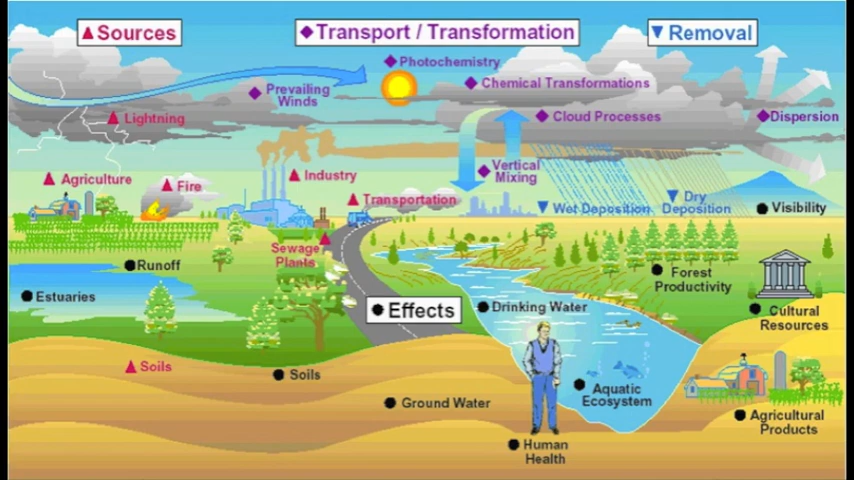 Sources
Transport / Transformation
Removal
Photochemistry
Prevailing
Winds
Chemical Transformations
Lightning
Cloud Processes
Dispersion
Agriculture
Fire
Industry
Vertical
Mixing
Transportation
Wet Deposition
Dry
Deposition
Visibility
Sewage
Plants
Runoff
Estuaries
Forest
Productivity
Effects
Drinking Water
Cultural
Resources
Soils
Soils
Aquatic
Ecosystem
Ground Water
Agricultural
Products
Human
Health